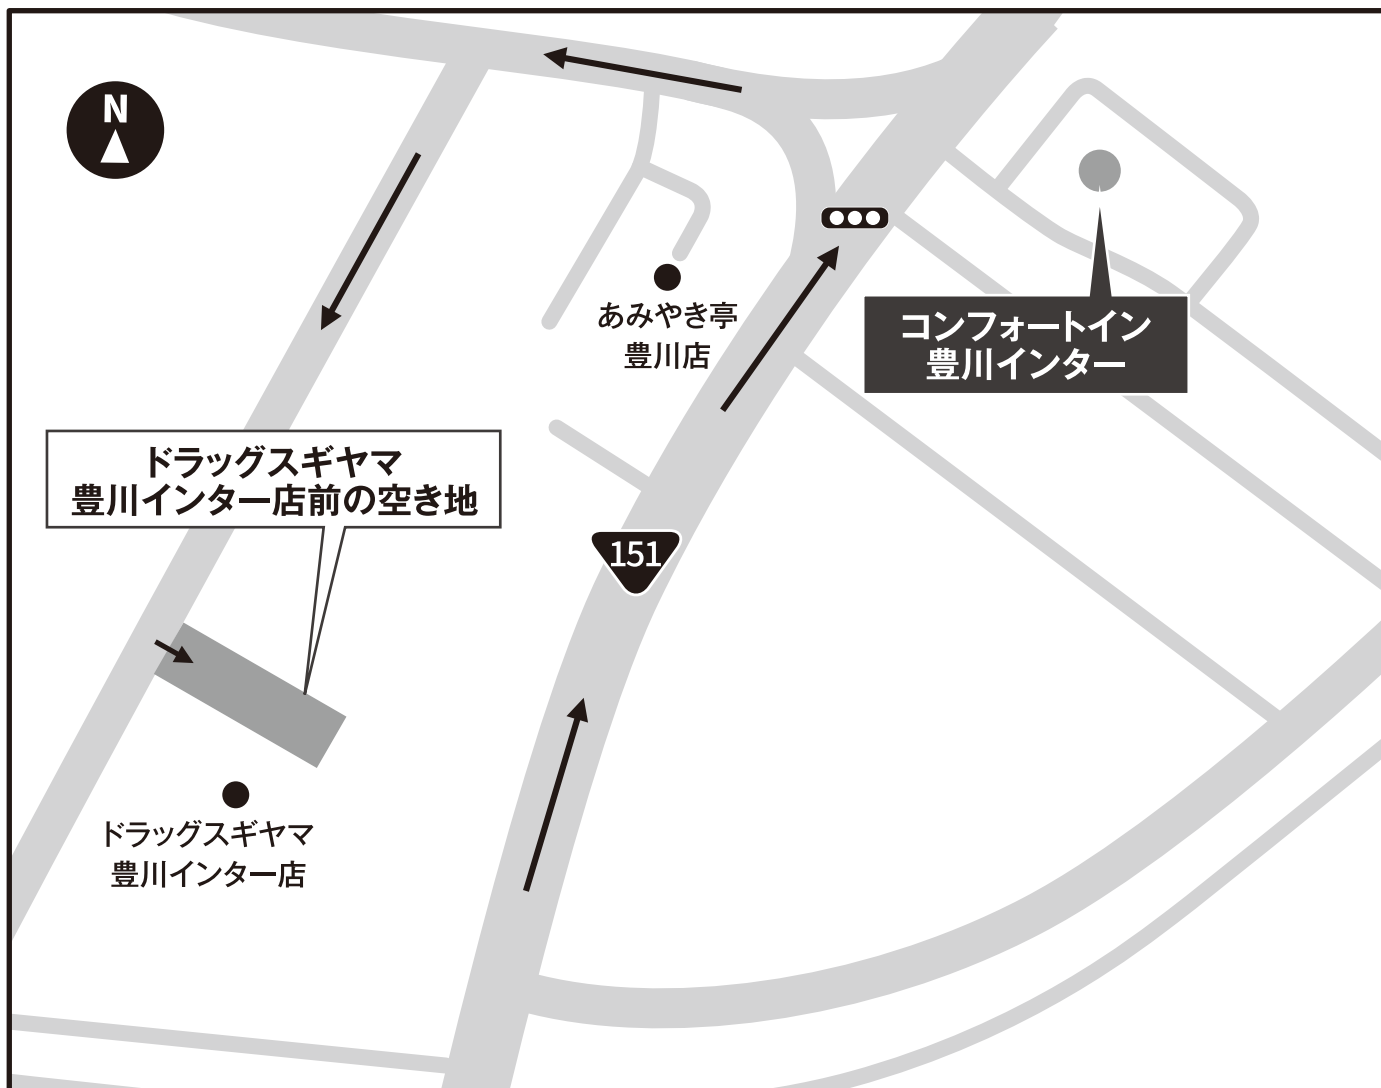 N
あみやき亭
豊川店
コンフォートイン
豊川インター
ドラッグスギヤマ
豊川インター店前の空き地
151
ドラッグスギヤマ
豊川インター店